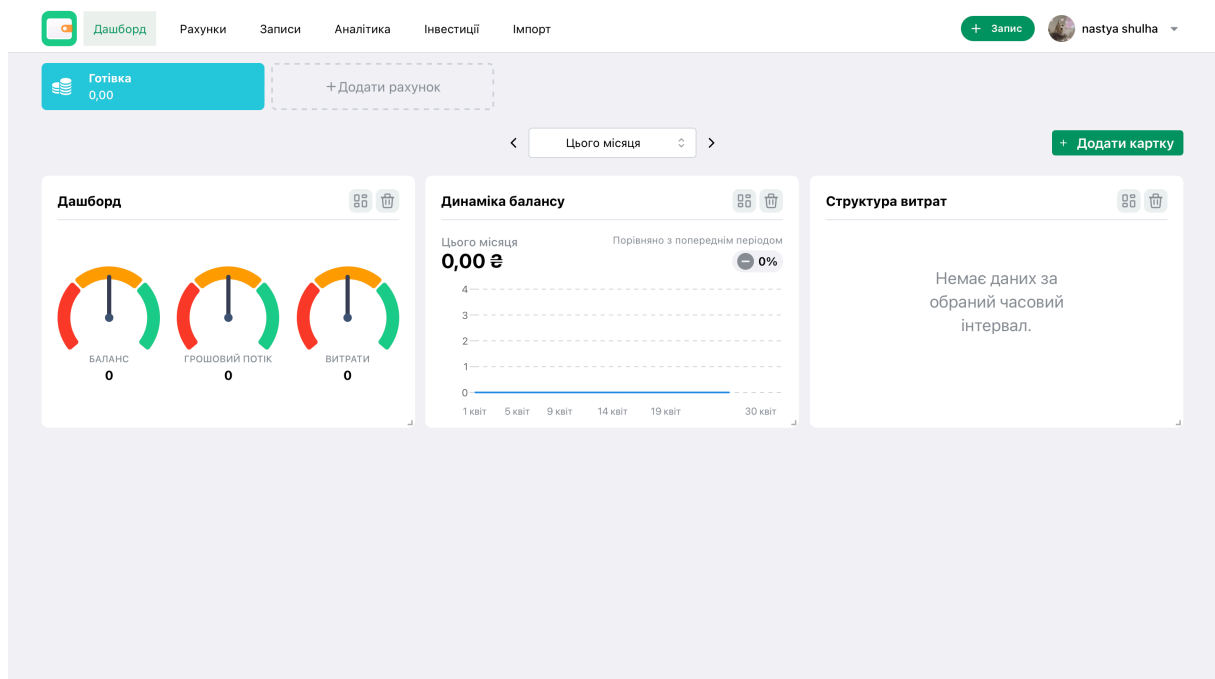 Дашборд
Рахунки
Записи
Аналітика
Інвестиції
Імпорт
+ Запис
nastya shulha
Готівка
0,00
+ Додати рахунок
Цього місяця
+ Додати картку
Дашборд
БАЛАНС
0
ГРОШОВИЙ ПОТІК
0
ВИТРАТИ
0
Динаміка балансу
Цього місяця
Порівняно з попереднім періодом
0,00 ₴
0%
4
3
2
1
0
1 квіт
5 квіт
9 квіт
14 квіт
19 квіт
30 квіт
Структура витрат
Немає даних за
обраний часовий
інтервал.